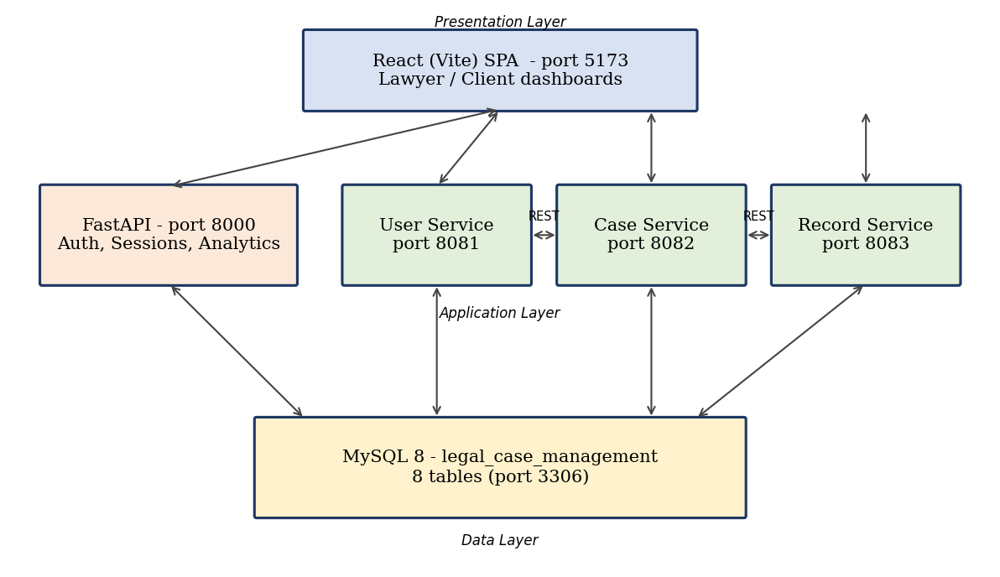 Presentation Layer
React (Vite) SPA  - port 5173
Lawyer / Client dashboards
FastAPI - port 8000
Auth, Sessions, Analytics
User Service
port 8081
REST
Case Service
port 8082
REST
Record Service
port 8083
Application Layer
MySQL 8 - legal_case_management
8 tables (port 3306)
Data Layer